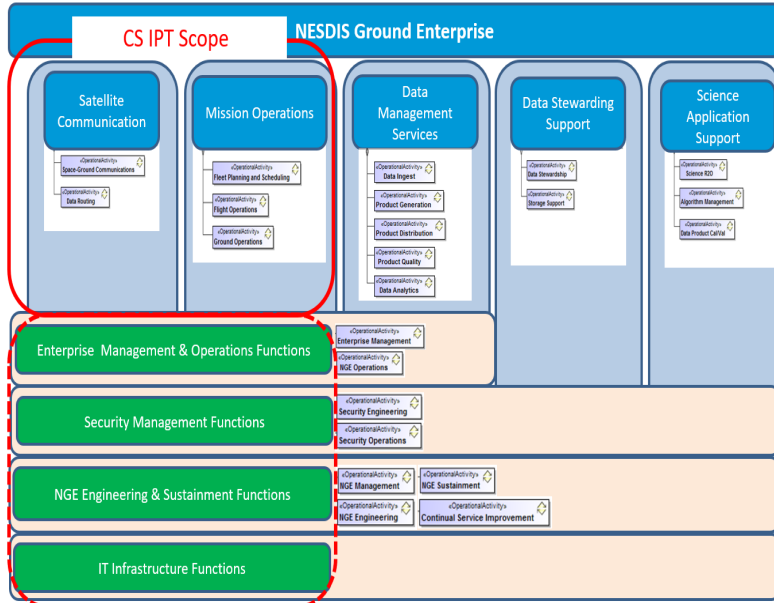 CS IPT Scope
NESDIS Ground Enterprise
Satellite
Communication
«OperationalActivity»
Space-Ground Communications
«OperationalActivity»
Data Routing
Mission Operations
«OperationalActivity»
Fleet Planning and Scheduling
«OperationalActivity»
Flight Operations
«OperationalActivity»
Ground Operations
Data
Management
Services
«OperationalActivity»
Data Ingest
«OperationalActivity»
Product Generation
«OperationalActivity»
Product Distribution
«OperationalActivity»
Product Quality
«OperationalActivity»
Data Analytics
Data Stewarding
Support
«OperationalActivity»
Data Stewardship
«OperationalActivity»
Storage Support
Science
Application
Support
«OperationalActivity»
Science R2O
«OperationalActivity»
Algorithm Management
«OperationalActivity»
Data Product Cal/Val
Enterprise Management & Operations Functions
«OperationalActivity»
Enterprise Management
«OperationalActivity»
NGE Operations
Security Management Functions
«OperationalActivity»
Security Engineering
«OperationalActivity»
Security Operations
NGE Engineering & Sustainment Functions
«OperationalActivity»
NGE Management
«OperationalActivity»
NGE Sustainment
«OperationalActivity»
NGE Engineering
«OperationalActivity»
Continual Service Improvement
IT Infrastructure Functions